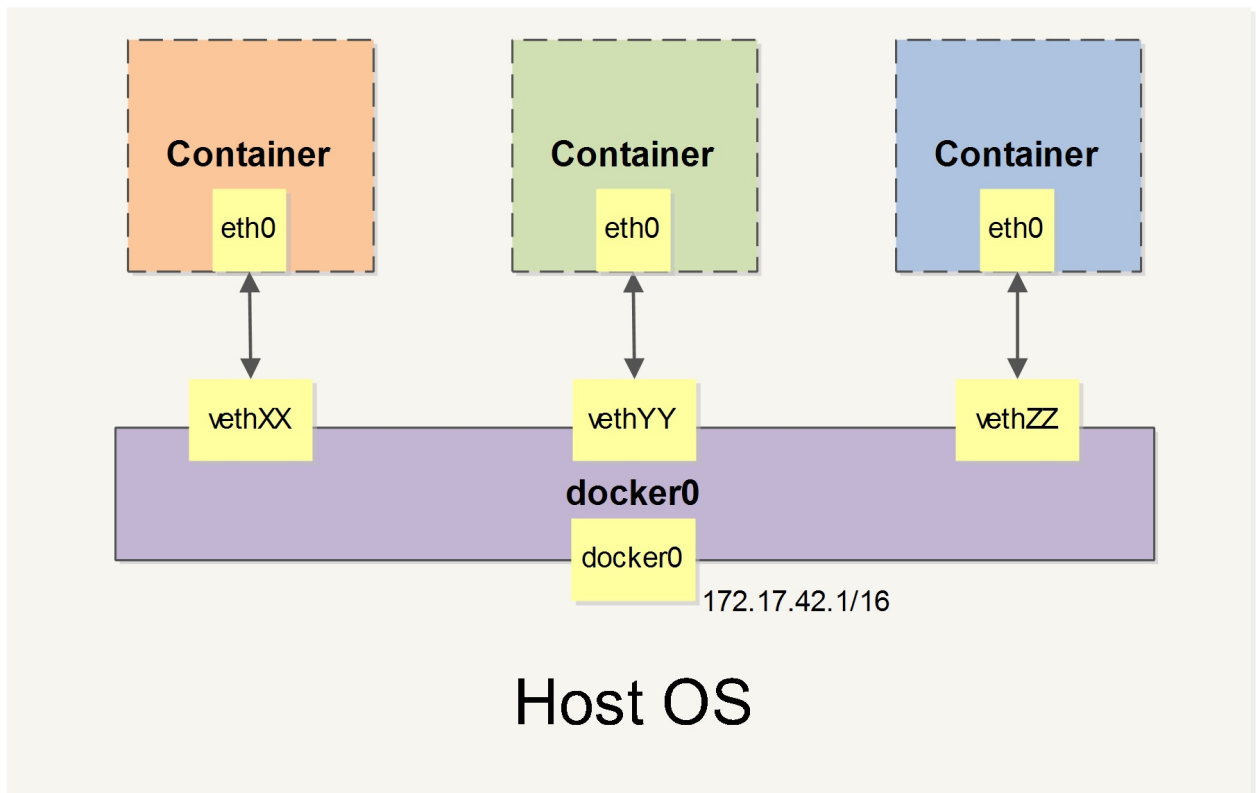 Container
Container
Container
eth0
eth0
eth0
vethXX
vethYY
vethZZ
docker0
docker0
172.17.42.1/16
Host OS